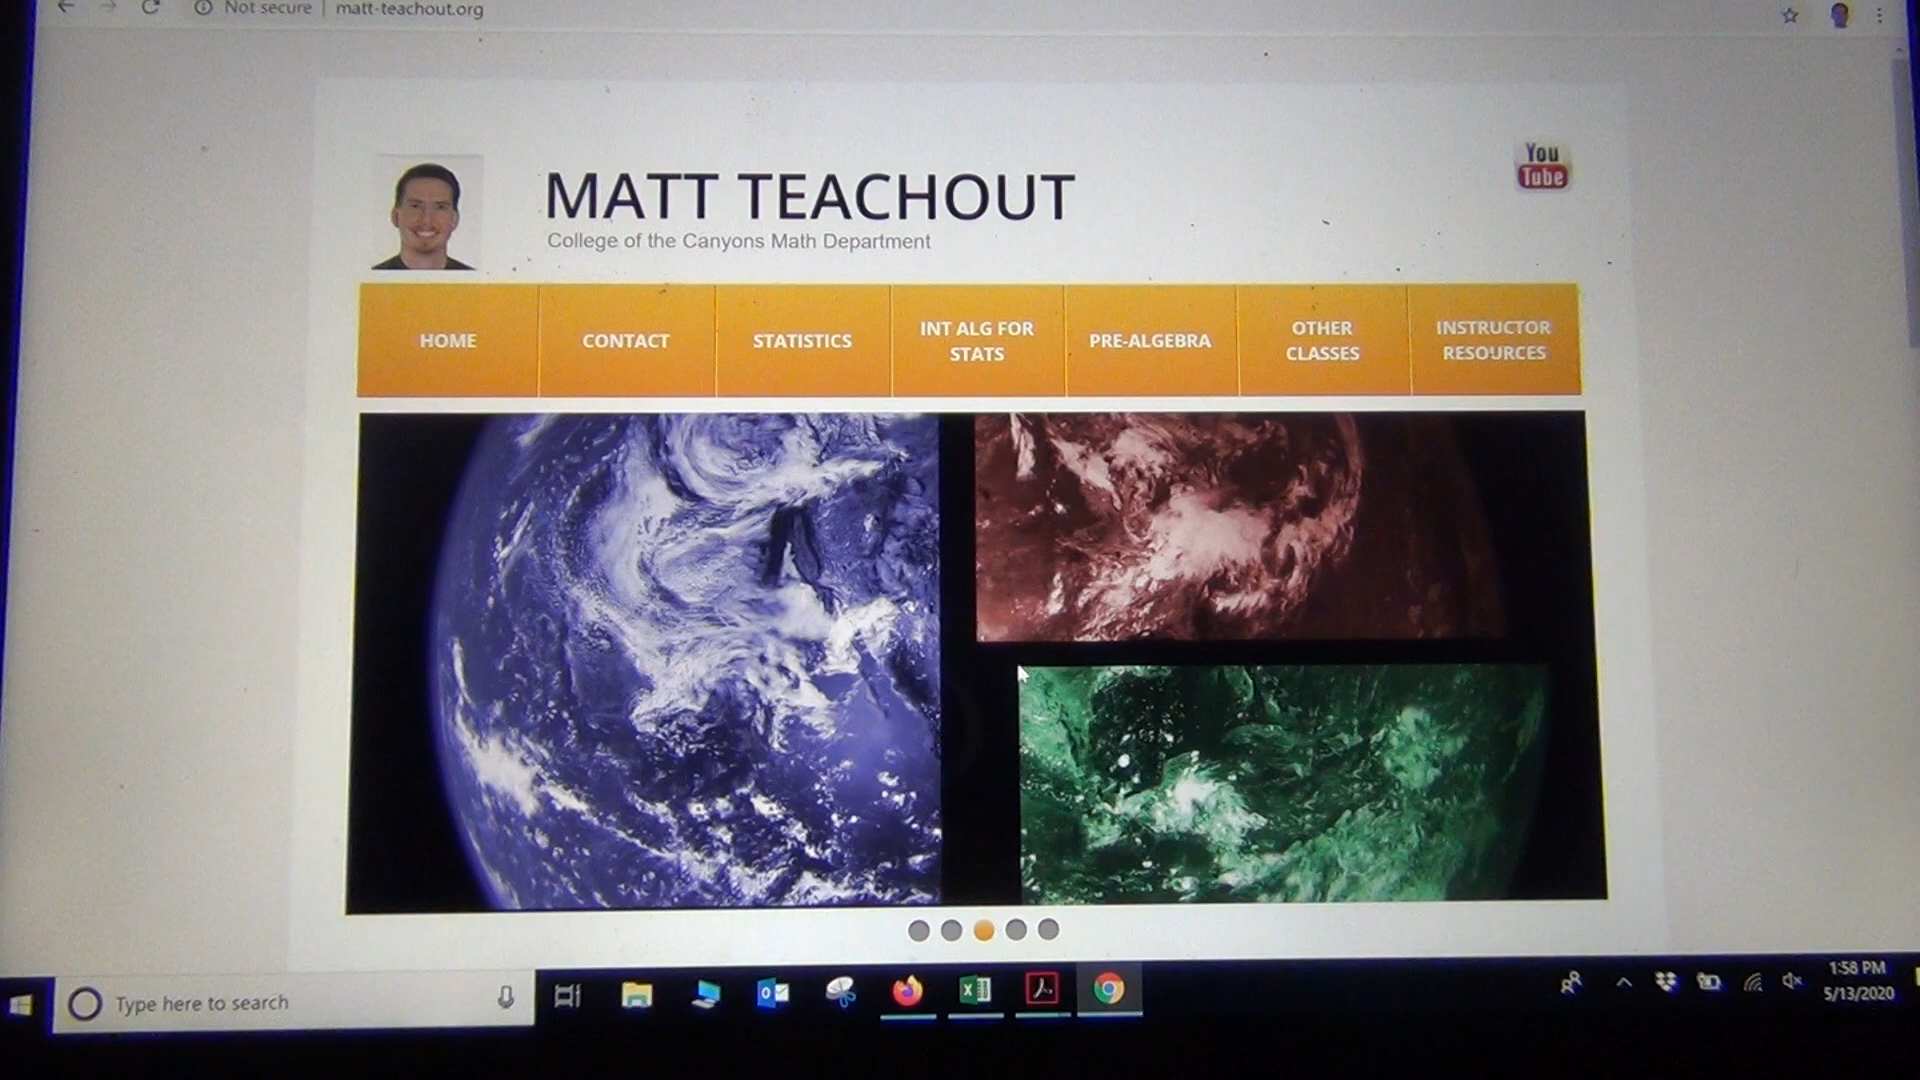 Not secure | matt-teachout.org
You
Tube
MATT TEACHOUT
College of the Canyons Math Department
HOME
CONTACT
STATISTICS
INT ALG FOR
STATS
PRE-ALGEBRA
OTHER
CLASSES
INSTRUCTOR
RESOURCES
Type here to search
1:58 PM
5/13/2020